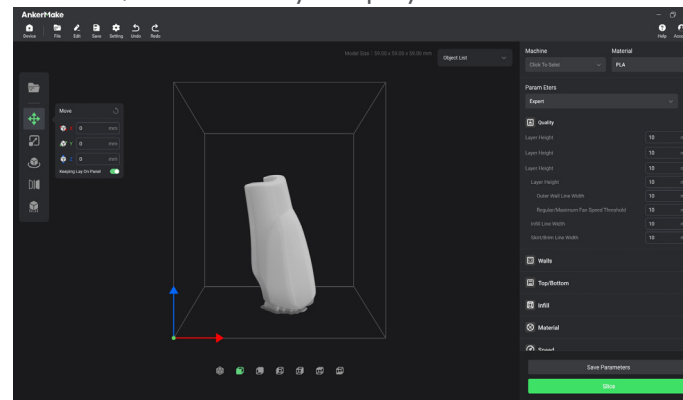 AnkerMake
Device File Edit Save Setting Undo Redo
Help
Model Size : 59.00 x 59.00 x 59.00 mm
Object List
Machine Material
Click To Selet PLA
Param Eters
Expert
Quality
Layer Height 10
Layer Height 10
Layer Height 10
Layer Height 10
Outer Wall Line Width 10
Regular/Maximum Fan Speed Threshold 10
Infill Line Width 10
Skirt/Brim Line Width 10
Walls
Top/Bottom
Infill
Material
Speed
Save Parameters
Slice
Move
X 0 mm
Y 0 mm
Z 0 mm
Keeping Lay On Panel